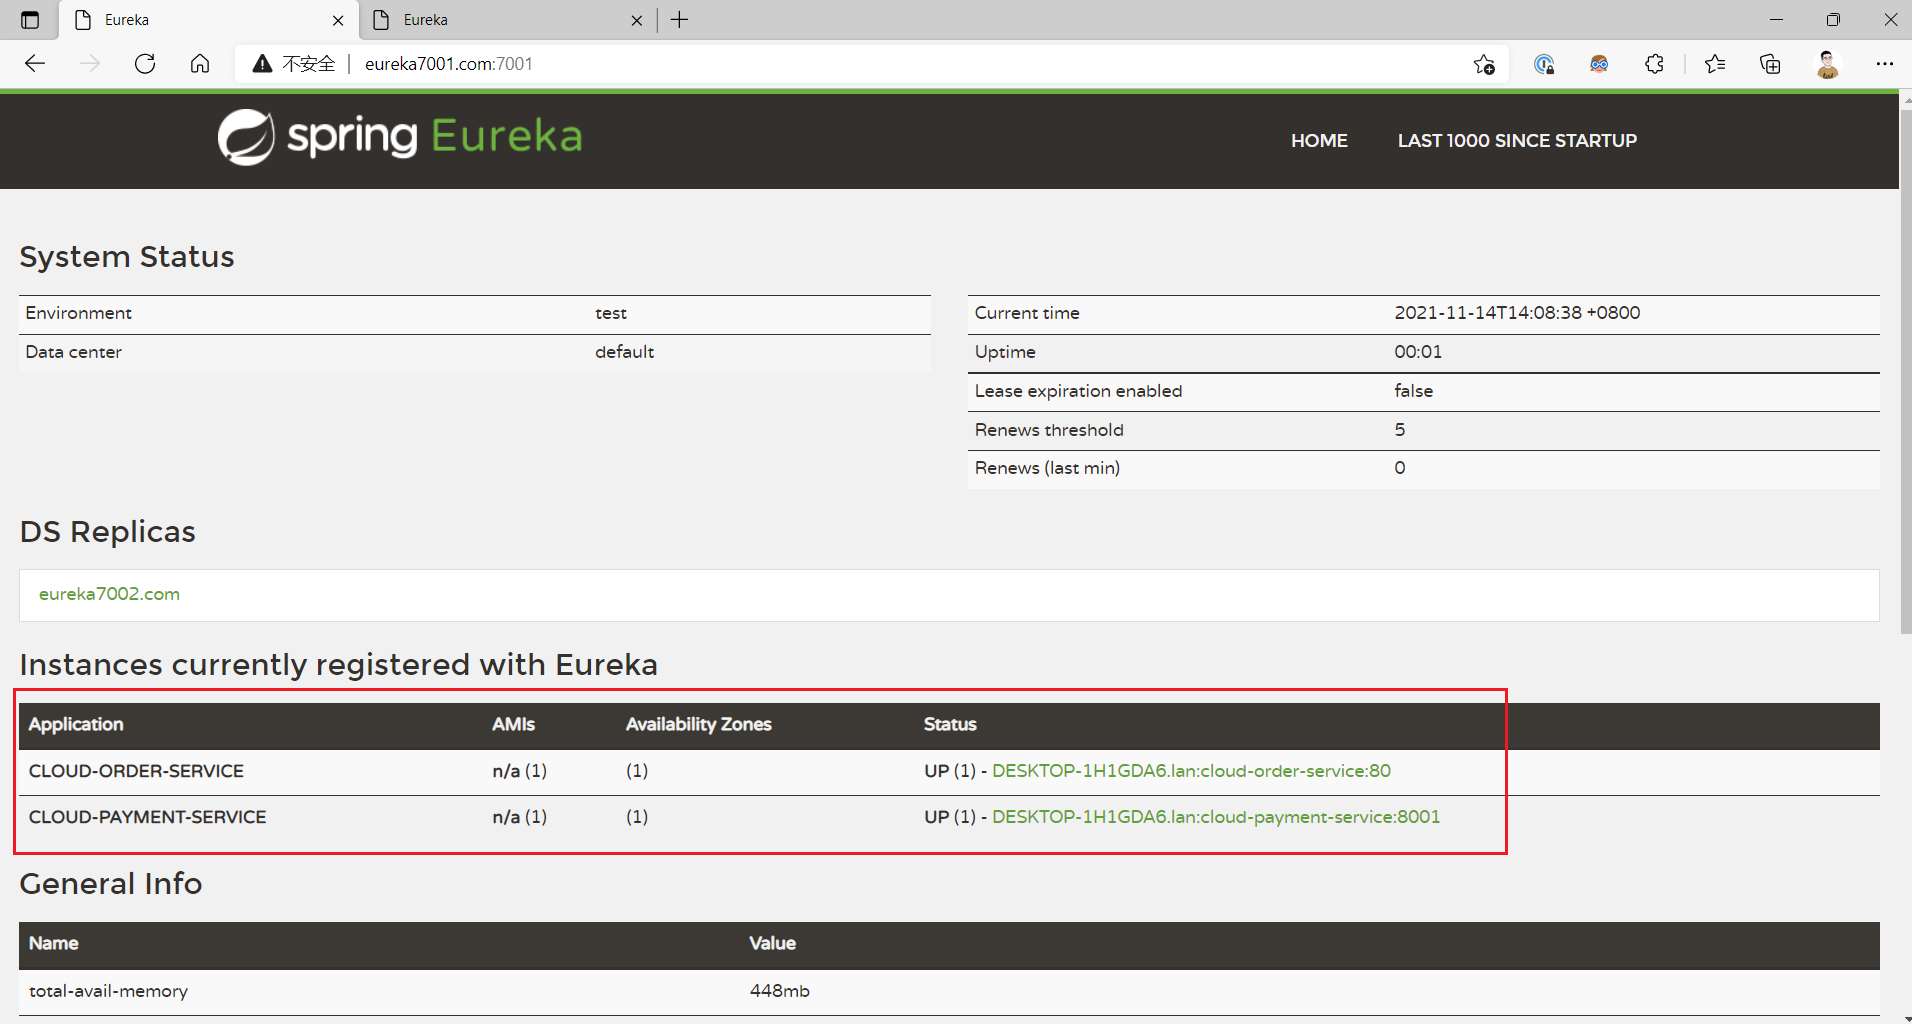 Eureka
Eureka
不安全 | eureka7001.com:7001
spring Eureka
HOME LAST 1000 SINCE STARTUP
System Status
Environment test
Data center default
Current time 2021-11-14T14:08:38 +0800
Uptime 00:01
Lease expiration enabled false
Renews threshold 5
Renews (last min) 0
DS Replicas
eureka7002.com
Instances currently registered with Eureka
Application AMIs Availability Zones Status
CLOUD-ORDER-SERVICE n/a (1) (1) UP (1) - DESKTOP-1H1GDA6.lan:cloud-order-service:80
CLOUD-PAYMENT-SERVICE n/a (1) (1) UP (1) - DESKTOP-1H1GDA6.lan:cloud-payment-service:8001
General Info
Name Value
total-avail-memory 448mb